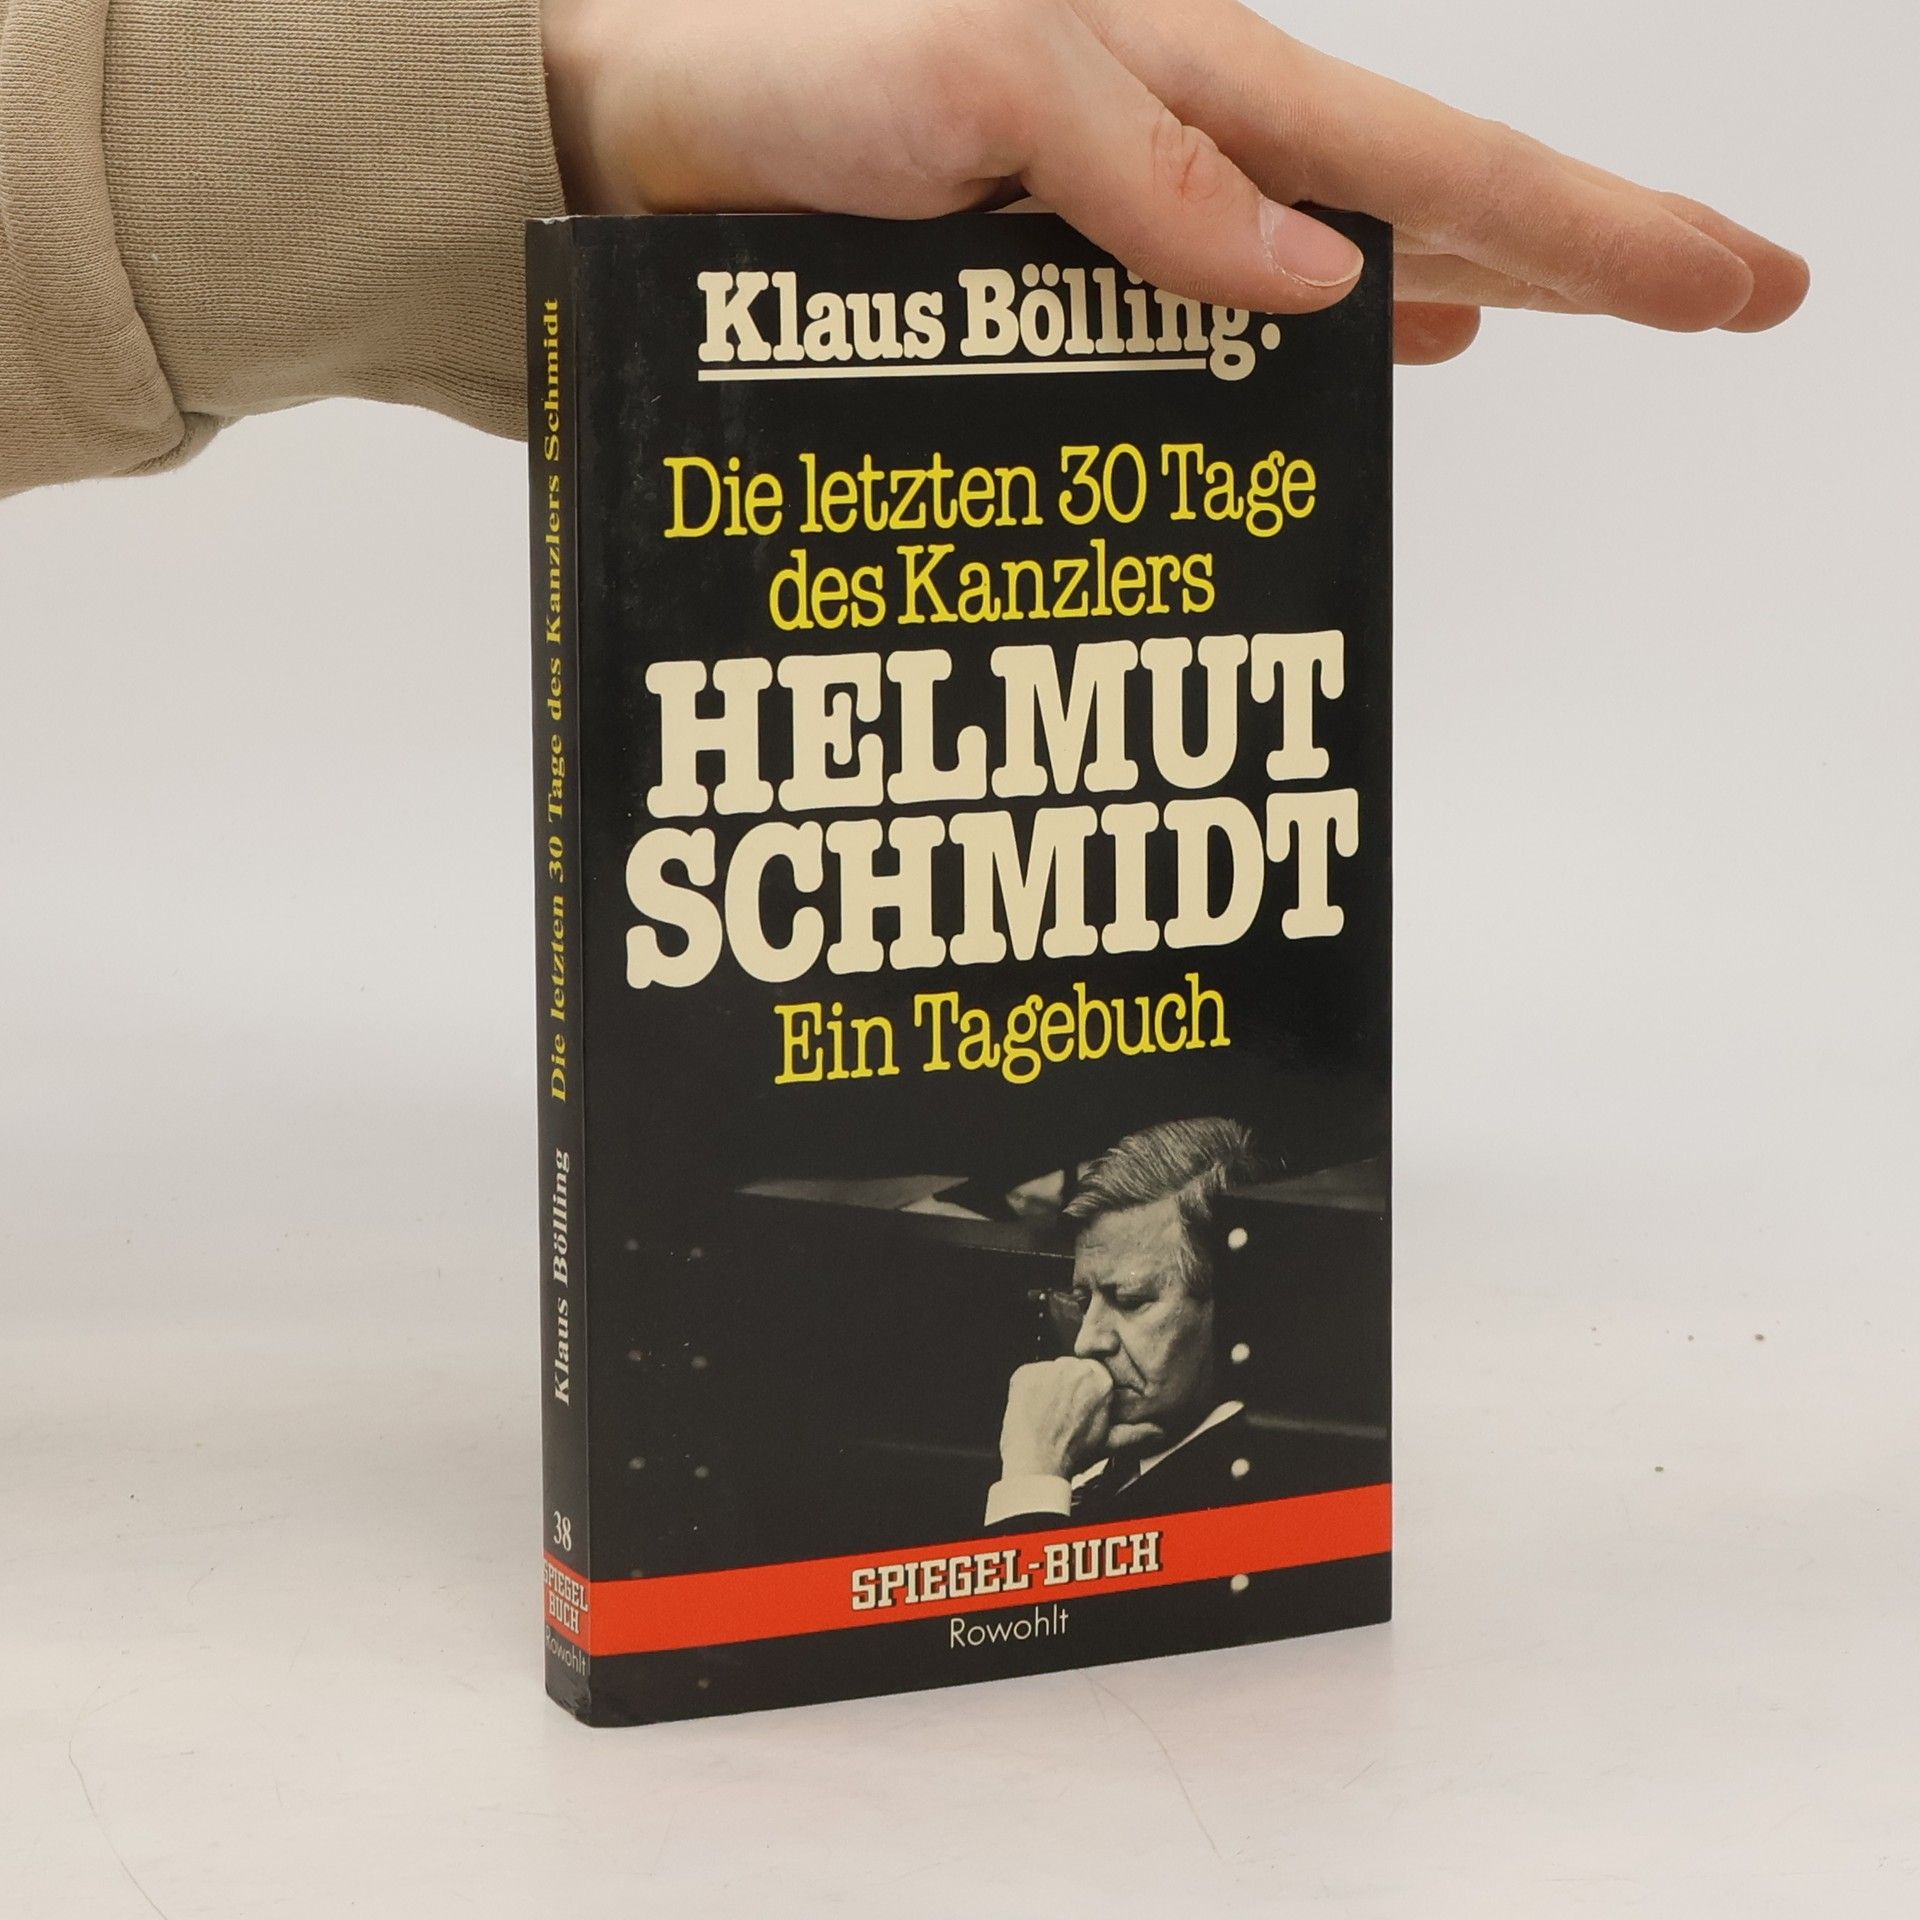 Klaus Bölling:
Die letzten 30 Tage
des Kanzlers
HELMUT
SCHMIDT
Ein Tagebuch
SPIEGEL-BUCH
Rowohlt
Klaus Bölling Die letzten 30 Tage des Kanzlers Schmidt
38
SPIEGEL
BUCH
Rowohlt